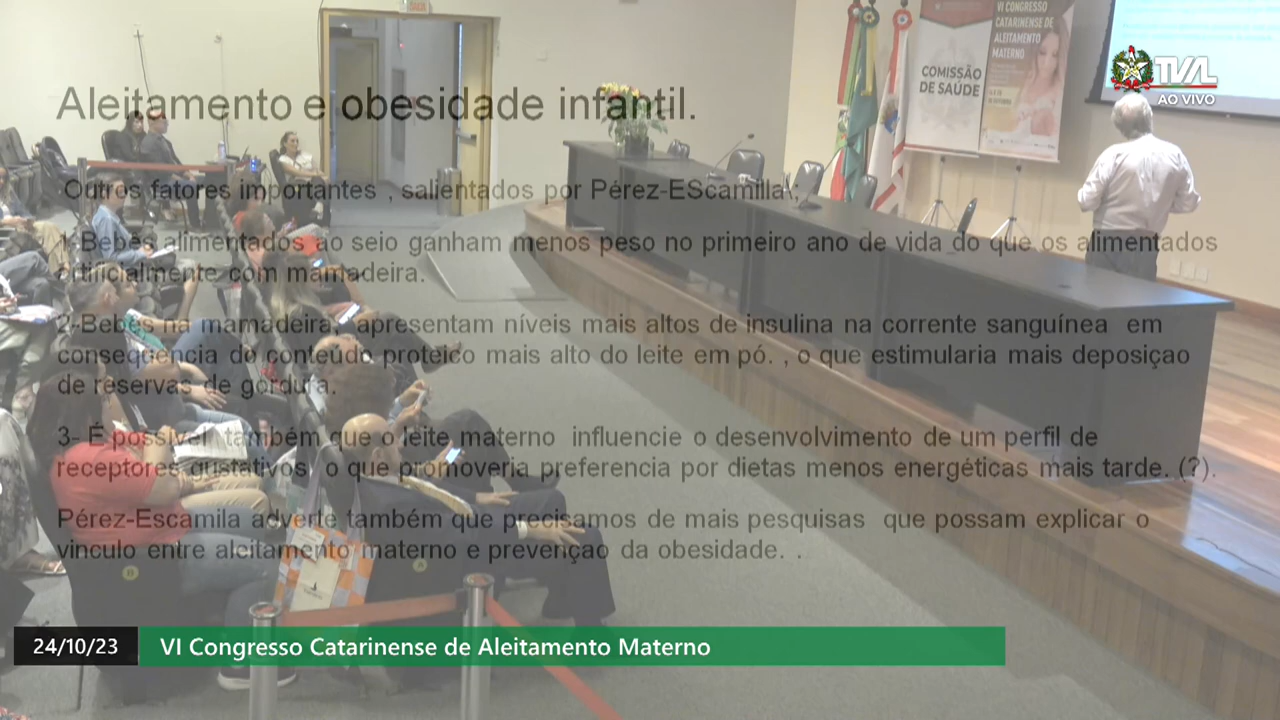 VI CONGRESSO
CATARINENSE DE
ALEITAMENTO
MATERNO
COMISSÃO
DE SAÚDE
TVAL
AO VIVO
Aleitamento e obesidade infantil.
Outros fatores importantes , salientados por Pérez-EScamilla\;
1-Bebes alimentados ao seio ganham menos peso no primeiro ano de vida do que os alimentados
artificialmente com mamadeira.
2-Bebes na mamadeira, apresentam níveis mais altos de insulina na corrente sanguínea em
consequencia do conteúdo proteico mais alto do leite em pó. , o que estimularia mais deposiçao
de reservas de gordura.
3- É possível também que o leite materno influencie o desenvolvimento de um perfil de
receptores gustativos, o que promoveria preferencia por dietas menos energéticas mais tarde. (?).
Pérez-Escamila adverte também que precisamos de mais pesquisas que possam explicar o
vinculo entre aleitamento materno e prevençao da obesidade. .
B
A
24/10/23
VI Congresso Catarinense de Aleitamento Materno